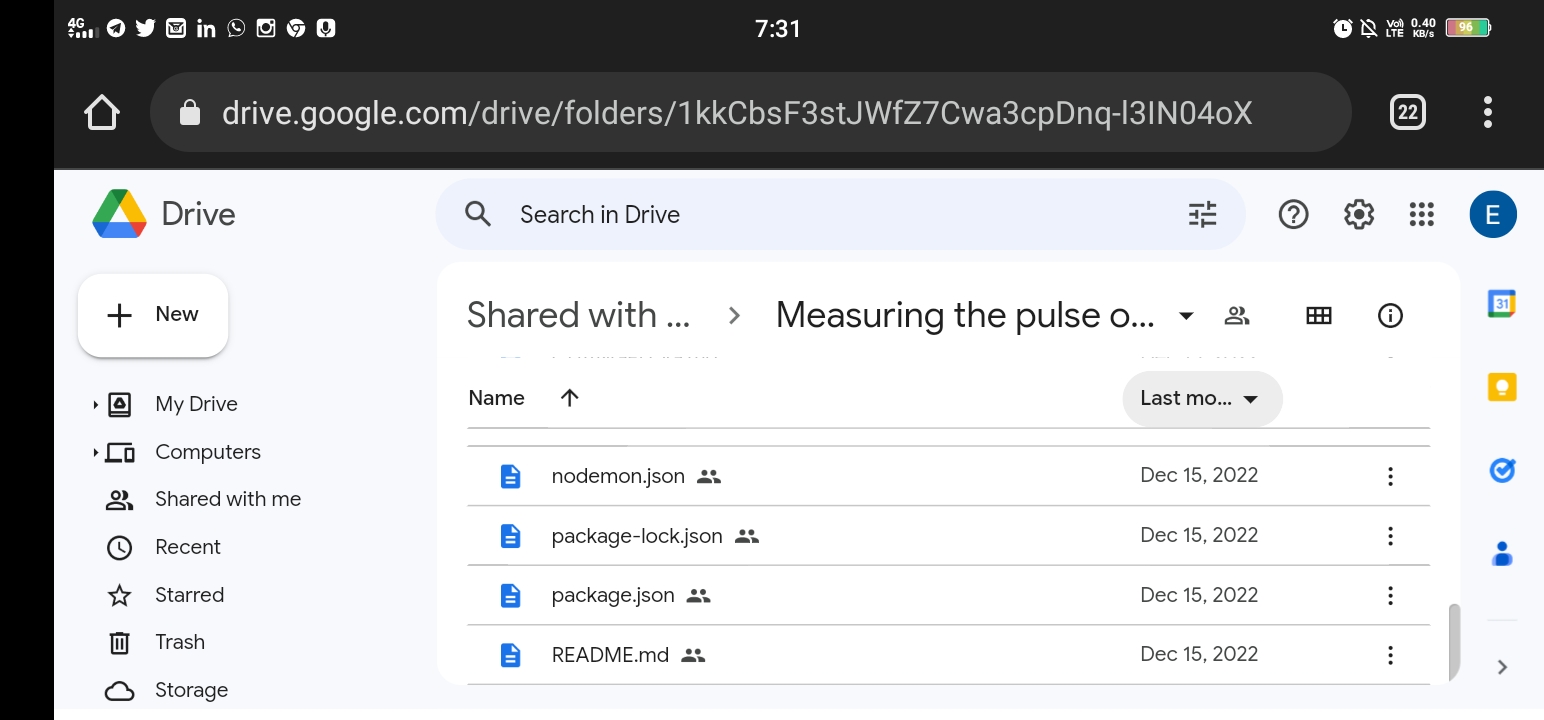 4G 7:31 Vo) LTE 0.40 KB/s 96
drive.google.com/drive/folders/1kkCbsF3stJWfZ7Cwa3cpDnq-l3IN04oX 22
Drive Search in Drive E
New Shared with ... Measuring the pulse o...
31
Name Last mo...
My Drive
Computers nodemon.json Dec 15, 2022
Shared with me
Recent package-lock.json Dec 15, 2022
Starred package.json Dec 15, 2022
Trash README.md Dec 15, 2022
Storage